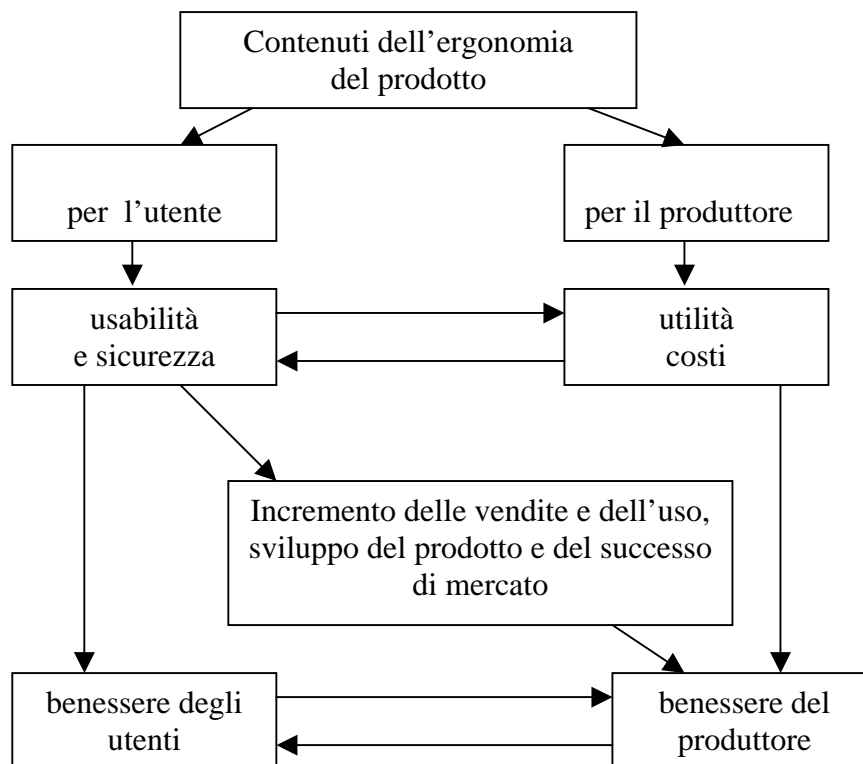 Contenuti dell'ergonomia
del prodotto
per l'utente
per il produttore
usabilità
e sicurezza
utilità
costi
Incremento delle vendite e dell'uso,
sviluppo del prodotto e del successo
di mercato
benessere degli
utenti
benessere del
produttore